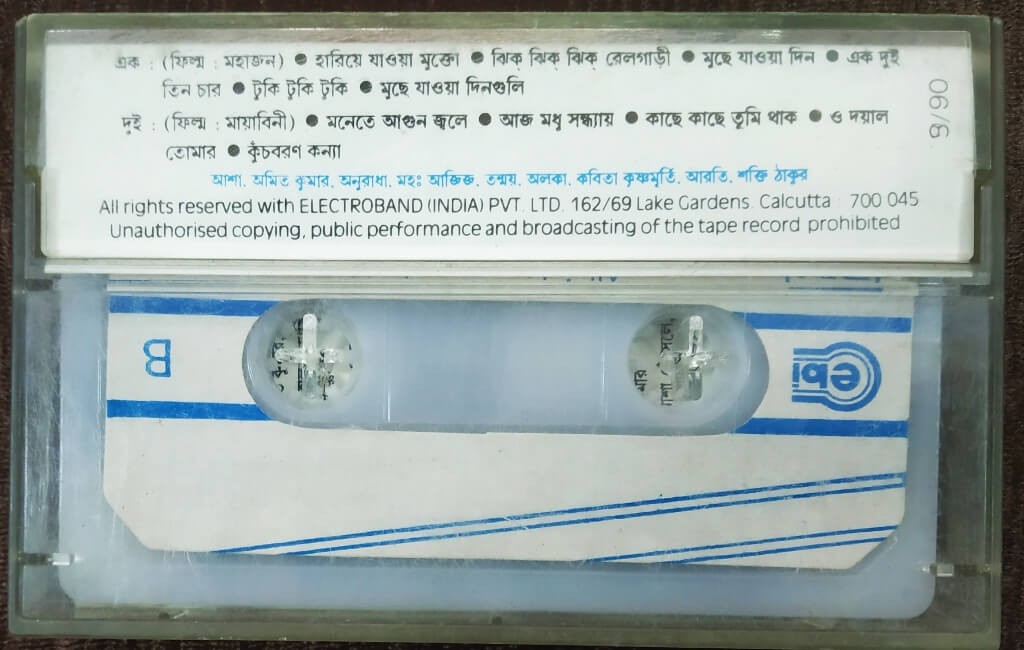 এক : (ফিল্ম : মহাজন) ● হারিয়ে যাওয়া মুক্তো ● ঝিক্ ঝিক্ ঝিক্ রেলগাড়ী ● মুছে যাওয়া দিন ● এক দুই
তিন চার ● টুকি টুকি টুকি ● মুছে যাওয়া দিনগুলি
দুই : (ফিল্ম : মায়াবিনী) ● মনেতে আগুন জ্বলে ● আজ মধু সন্ধ্যায় ● কাছে কাছে তুমি থাক ● ও দয়াল
তোমার ● কুঁচবরণ কন্যা
আশা, অমিত কুমার, অনুরাধা, মহঃ আজিজ, তন্ময়, অলকা, কবিতা কৃষ্ণমূর্তি, আরতি, শক্তি ঠাকুর
All rights reserved with ELECTROBAND (INDIA) PVT. LTD. 162/69 Lake Gardens. Calcutta 700 045
Unauthorised copying, public performance and broadcasting of the tape record prohibited
9/90
B
ebi